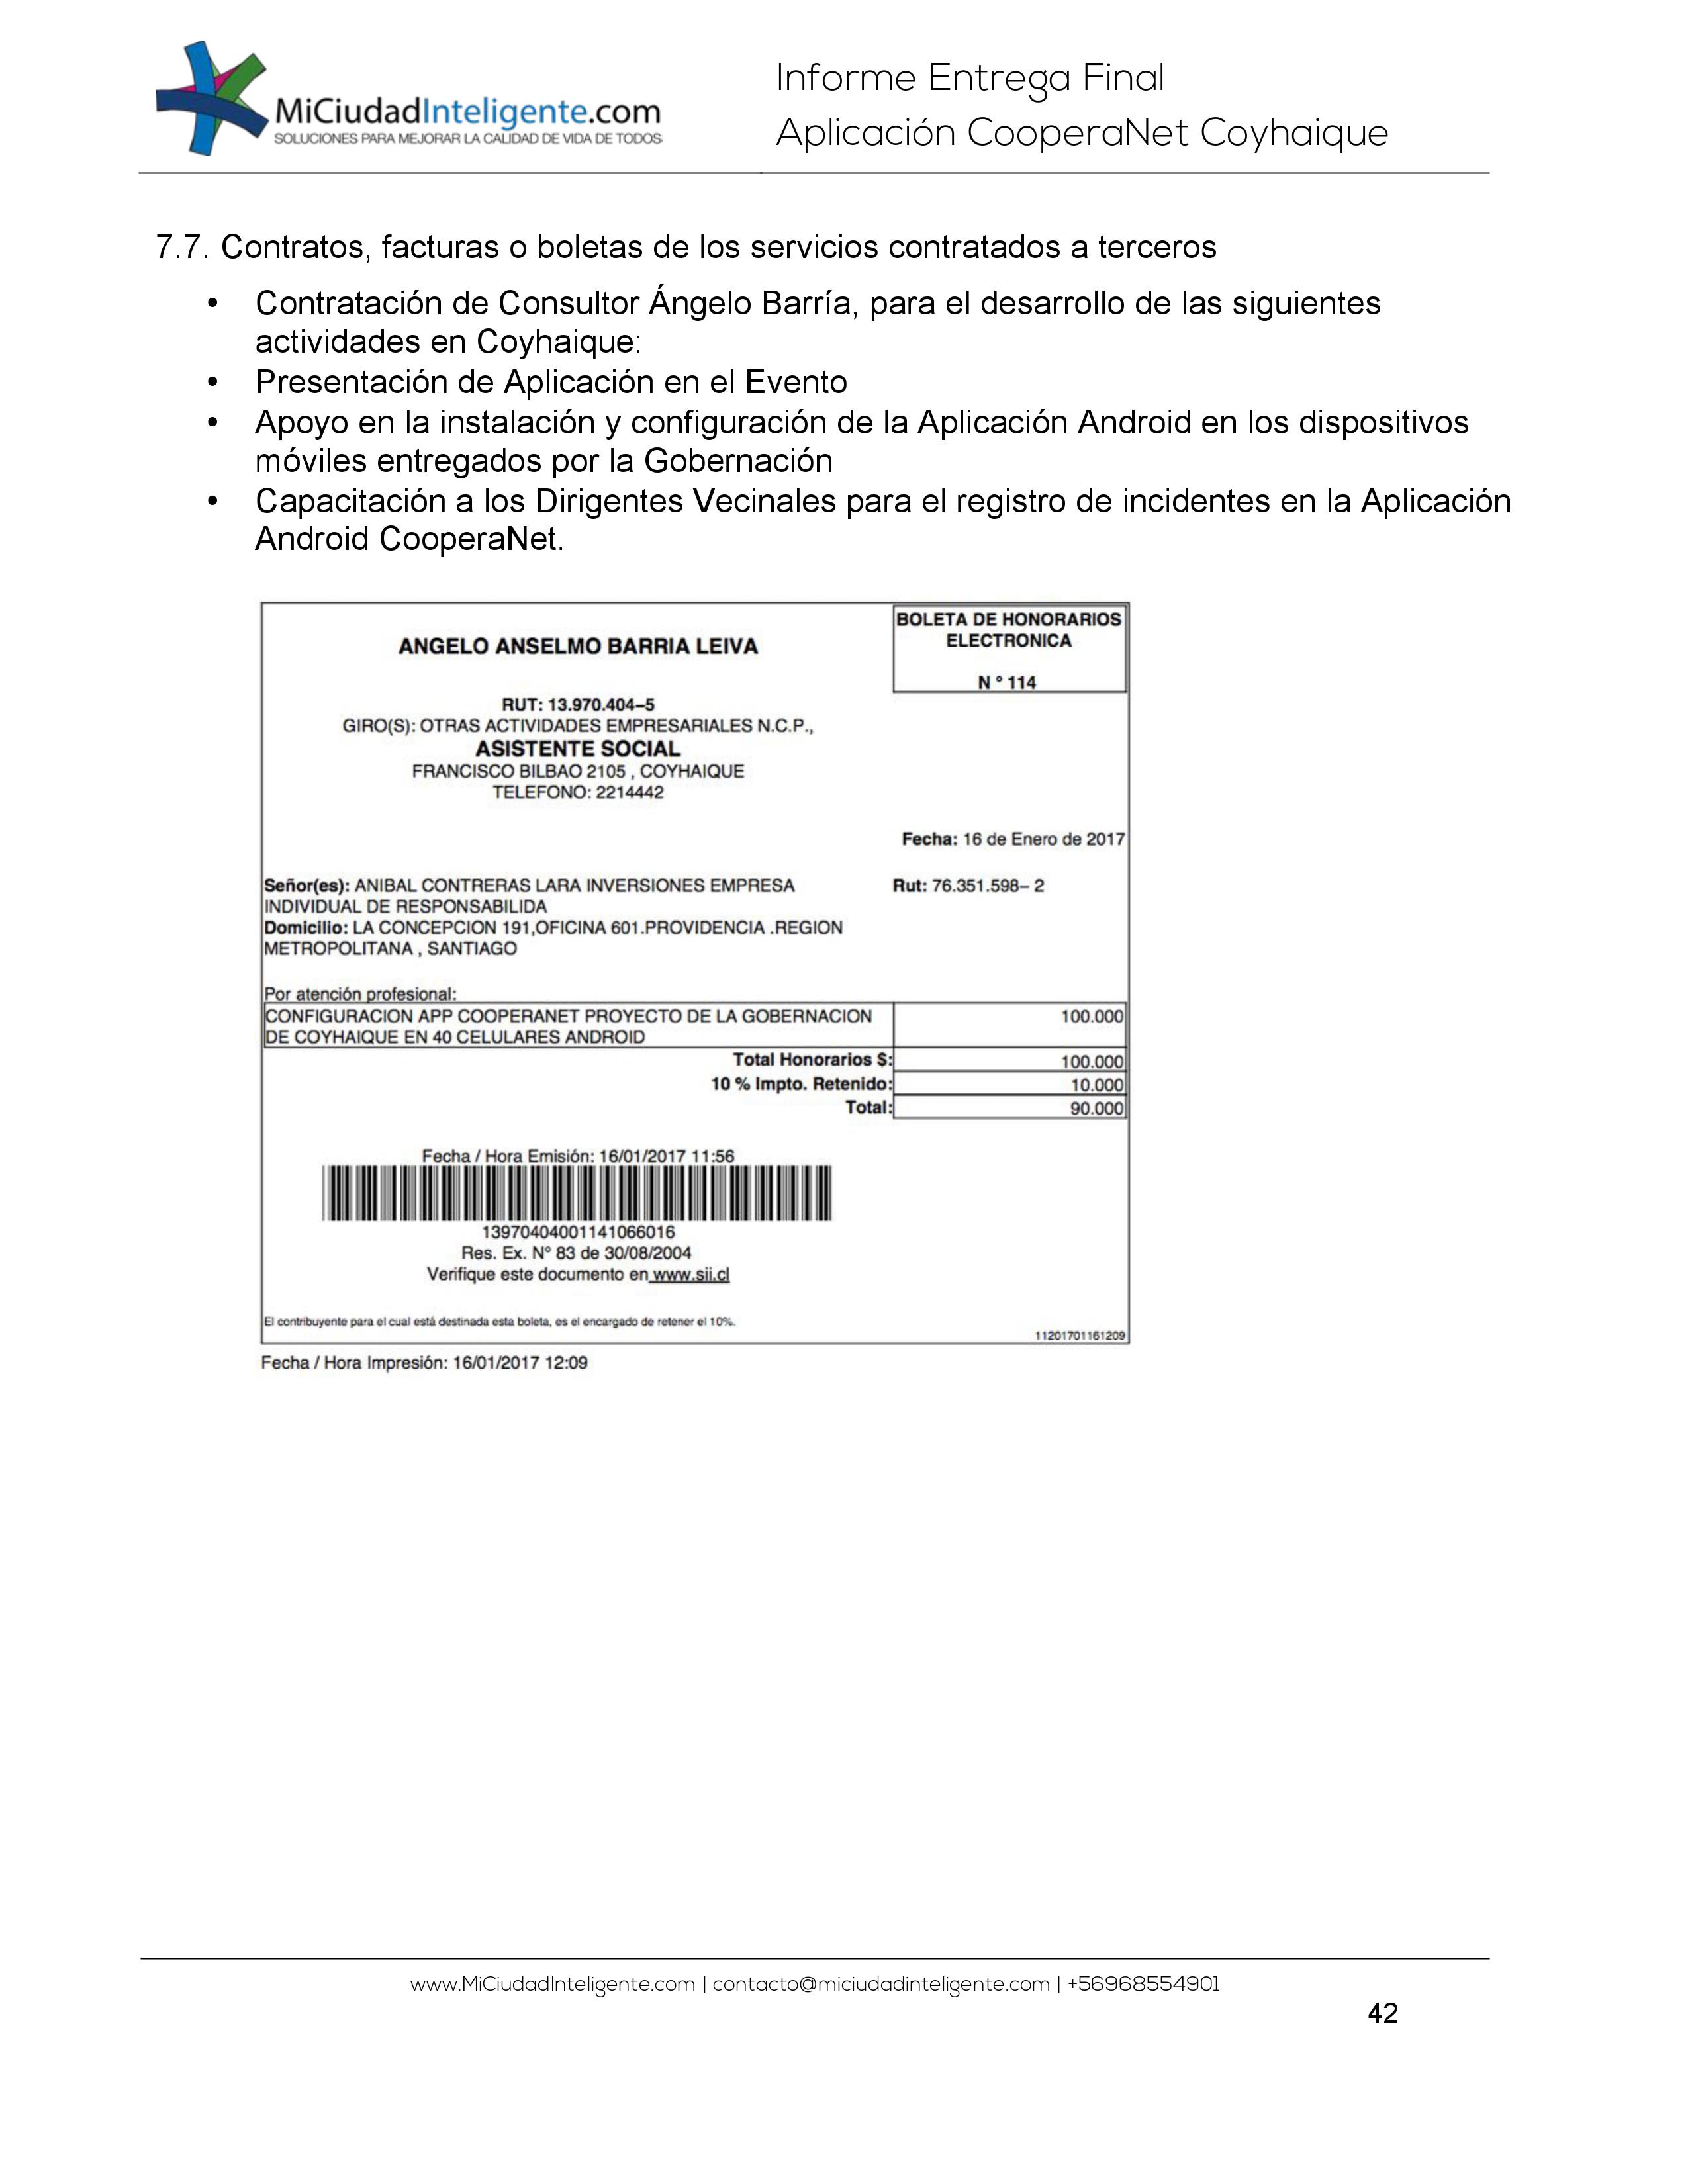 MiCiudadInteligente.com
SOLUCIONES PARA MEJORAR LA CALIDAD DE VIDA DE TODOS
Informe Entrega Final
Aplicación CooperaNet Coyhaique
7.7. Contratos, facturas o boletas de los servicios contratados a terceros
• Contratación de Consultor Ángelo Barría, para el desarrollo de las siguientes
actividades en Coyhaique:
• Presentación de Aplicación en el Evento
• Apoyo en la instalación y configuración de la Aplicación Android en los dispositivos
móviles entregados por la Gobernación
• Capacitación a los Dirigentes Vecinales para el registro de incidentes en la Aplicación
Android CooperaNet.
BOLETA DE HONORARIOS
ELECTRONICA
N ° 114
ANGELO ANSELMO BARRIA LEIVA
RUT: 13.970.404–5
GIRO(S): OTRAS ACTIVIDADES EMPRESARIALES N.C.P.,
ASISTENTE SOCIAL
FRANCISCO BILBAO 2105 , COYHAIQUE
TELEFONO: 2214442
Fecha: 16 de Enero de 2017
Señor(es): ANIBAL CONTRERAS LARA INVERSIONES EMPRESA
INDIVIDUAL DE RESPONSABILIDA
Rut: 76.351.598– 2
Domicilio: LA CONCEPCION 191,OFICINA 601.PROVIDENCIA .REGION
METROPOLITANA , SANTIAGO
Por atención profesional:
CONFIGURACION APP COOPERANET PROYECTO DE LA GOBERNACION 100.000
DE COYHAIQUE EN 40 CELULARES ANDROID
Total Honorarios $: 100.000
10 % Impto. Retenido: 10.000
Total: 90.000
Fecha / Hora Emisión: 16/01/2017 11:56
13970404001141066016
Res. Ex. Nº 83 de 30/08/2004
Verifique este documento en www.sii.cl
El contribuyente para el cual está destinada esta boleta, es el encargado de retener el 10%.
11201701161209
Fecha / Hora Impresión: 16/01/2017 12:09
www.MiCiudadInteligente.com | contacto@miciudadinteligente.com | +56968554901
42